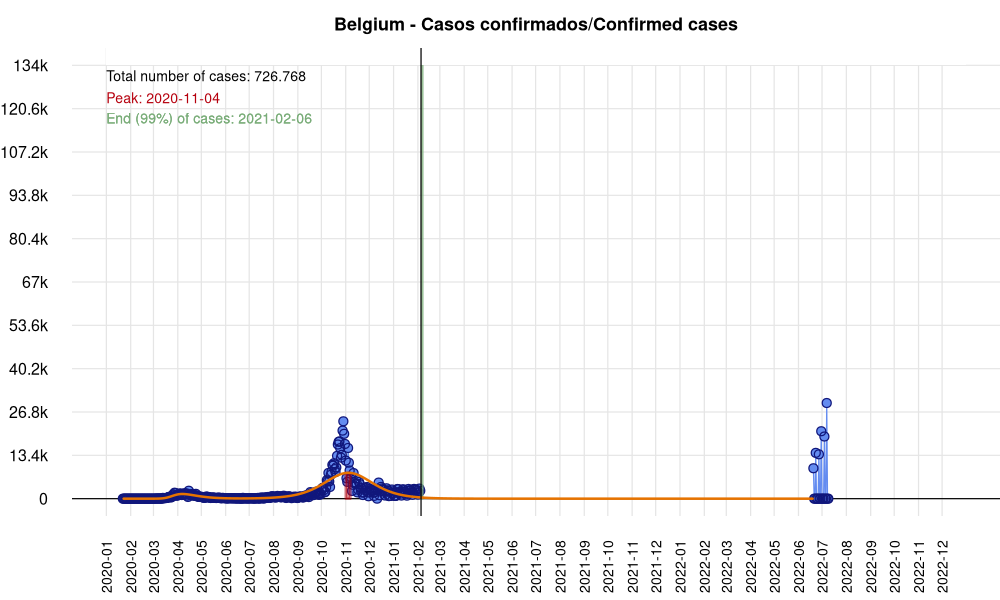 Belgium - Casos confirmados/Confirmed cases
Total number of cases: 726.768
Peak: 2020-11-04
End (99%) of cases: 2021-02-06
134k
120.6k
107.2k
93.8k
80.4k
67k
53.6k
40.2k
26.8k
13.4k
0
2020-01
2020-02
2020-03
2020-04
2020-05
2020-06
2020-07
2020-08
2020-09
2020-10
2020-11
2020-12
2021-01
2021-02
2021-03
2021-04
2021-05
2021-06
2021-07
2021-08
2021-09
2021-10
2021-11
2021-12
2022-01
2022-02
2022-03
2022-04
2022-05
2022-06
2022-07
2022-08
2022-09
2022-10
2022-11
2022-12